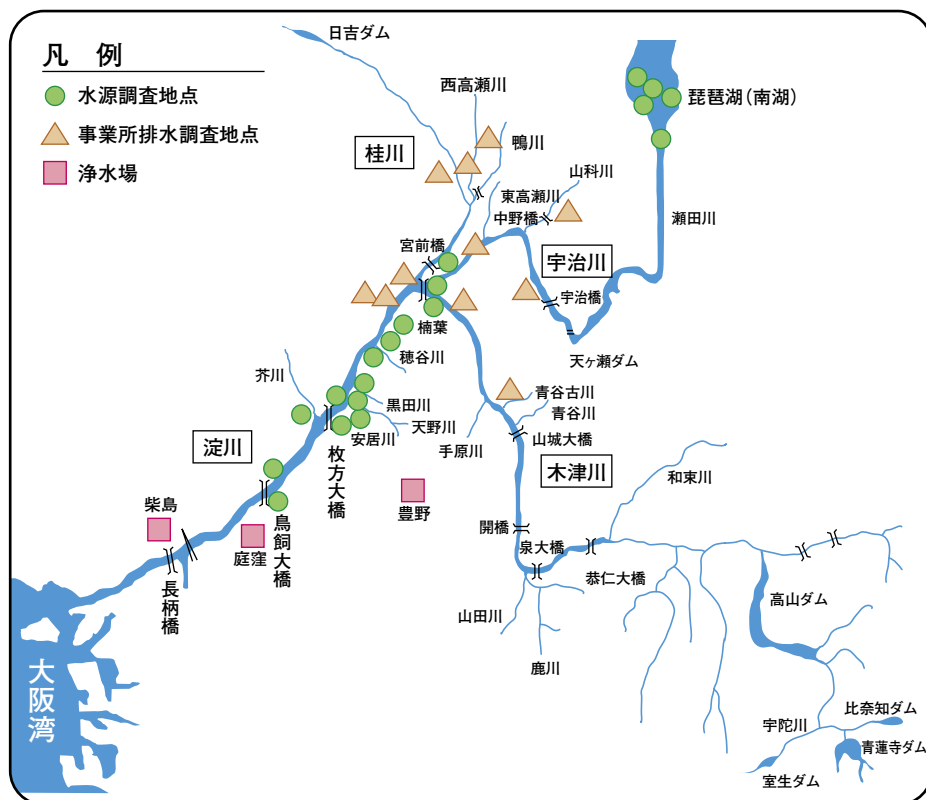 凡 例
水源調査地点
事業所排水調査地点
浄水場
日吉ダム
西高瀬川
琵琶湖(南湖)
桂川
鴨川
山科川
東高瀬川
中野橋
瀬田川
宮前橋
宇治川
宇治橋
楠葉
天ヶ瀬ダム
穂谷川
芥川
青谷古川
黒田川
青谷川
天野川
安居川
山城大橋
手原川
淀川
枚方大橋
木津川
和束川
柴島
豊野
鳥飼大橋
開橋
庭窪
泉大橋
長柄橋
恭仁大橋
高山ダム
山田川
鹿川
大阪湾
比奈知ダム
宇陀川
青蓮寺ダム
室生ダム